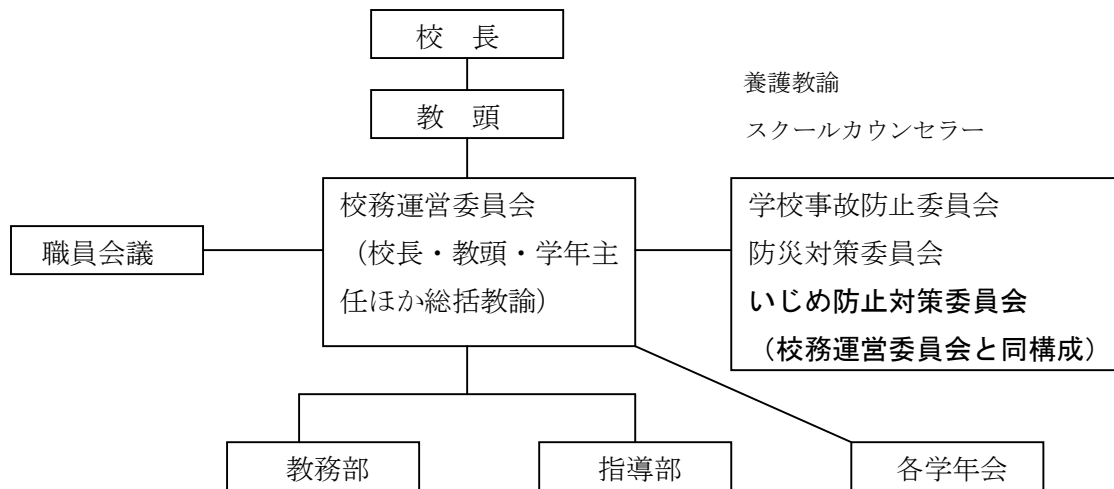 校　長
教　頭
養護教諭
スクールカウンセラー
職員会議
校務運営委員会
（校長・教頭・学年主
任ほか総括教諭）
学校事故防止委員会
防災対策委員会
いじめ防止対策委員会
（校務運営委員会と同構成）
教務部
指導部
各学年会